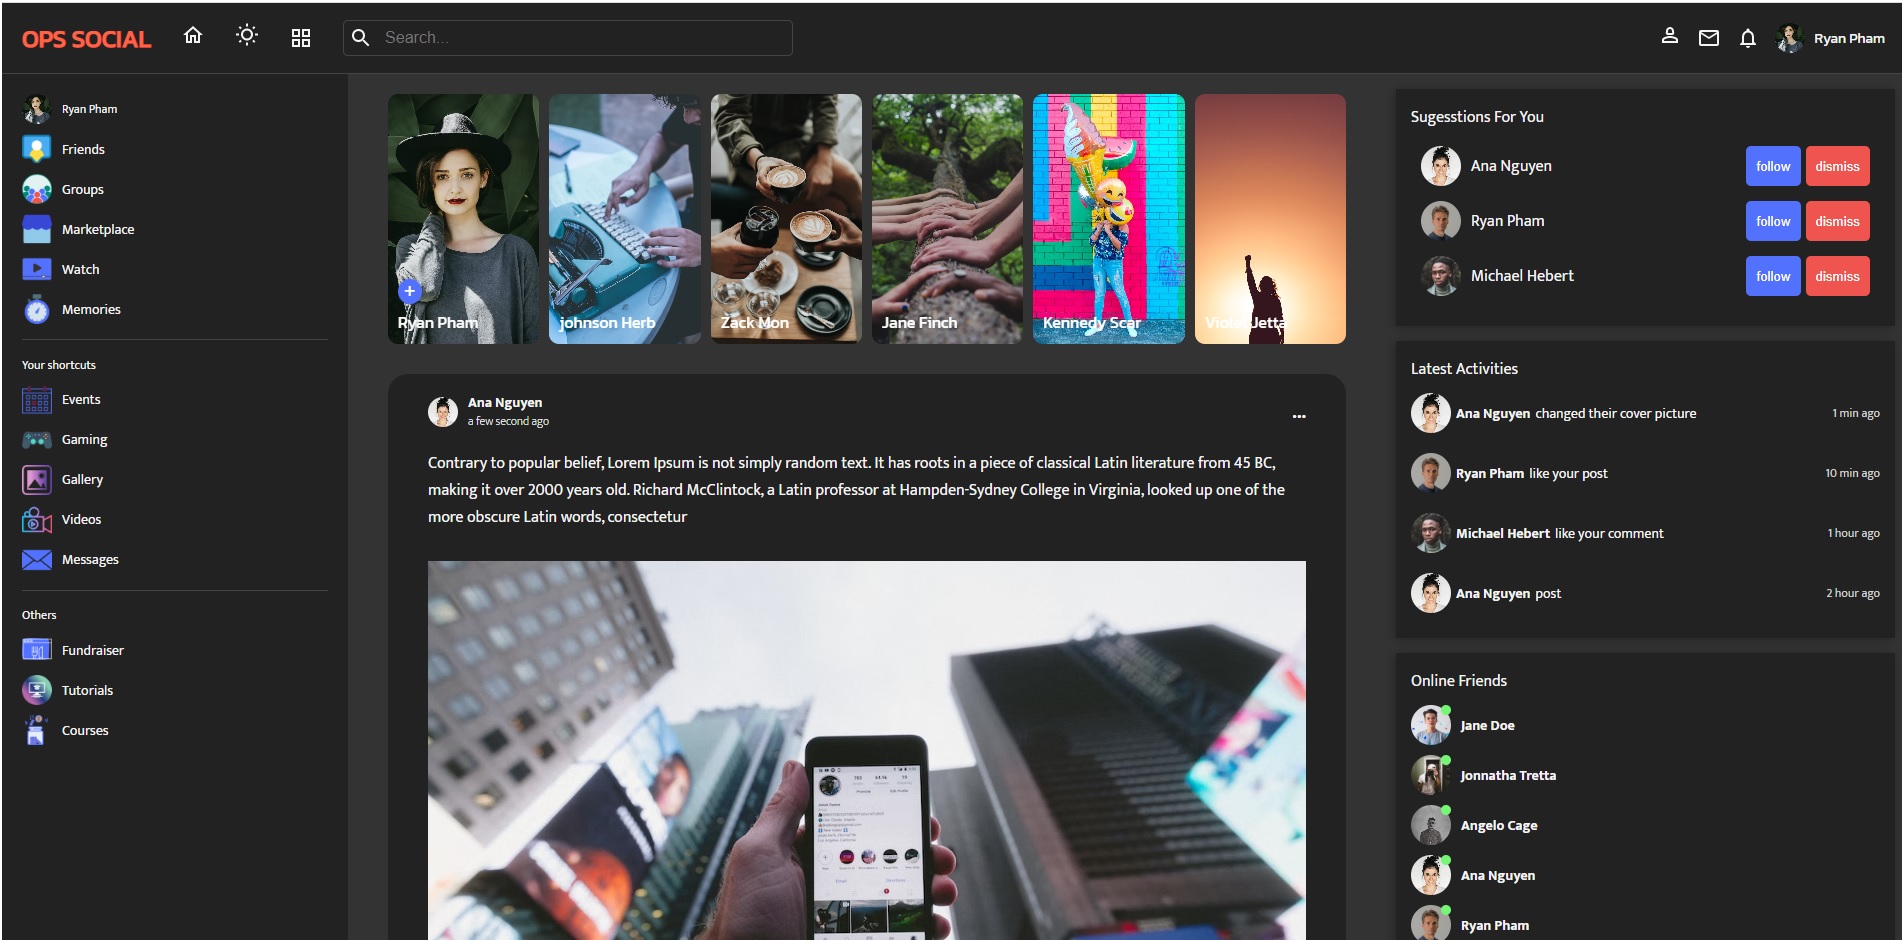 OPS SOCIAL
Search...
Ryan Pham
Ryan Pham
Friends
Groups
Marketplace
Watch
Memories
Your shortcuts
Events
Gaming
Gallery
Videos
Messages
Others
Fundraiser
Tutorials
Courses
Ryan Pham
johnson Herb
Zack Mon
Jane Finch
Kennedy Scar
Violet Jetta
Ana Nguyen
a few second ago
Contrary to popular belief, Lorem Ipsum is not simply random text. It has roots in a piece of classical Latin literature from 45 BC,
making it over 2000 years old. Richard McClintock, a Latin professor at Hampden-Sydney College in Virginia, looked up one of the
more obscure Latin words, consectetur
Sugesstions For You
Ana Nguyen follow dismiss
Ryan Pham follow dismiss
Michael Hebert follow dismiss
Latest Activities
Ana Nguyen changed their cover picture 1 min ago
Ryan Pham like your post 10 min ago
Michael Hebert like your comment 1 hour ago
Ana Nguyen post 2 hour ago
Online Friends
Jane Doe
Jonnatha Tretta
Angelo Cage
Ana Nguyen
Ryan Pham